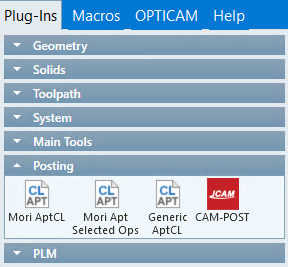 Plug-Ins Macros OPTICAM Help
Geometry
Solids
Toolpath
System
Main Tools
Posting
CL APT
CL APT
CL APT
JCAM
Mori AptCL
Mori Apt
Selected Ops
Generic
AptCL
CAM-POST
PLM